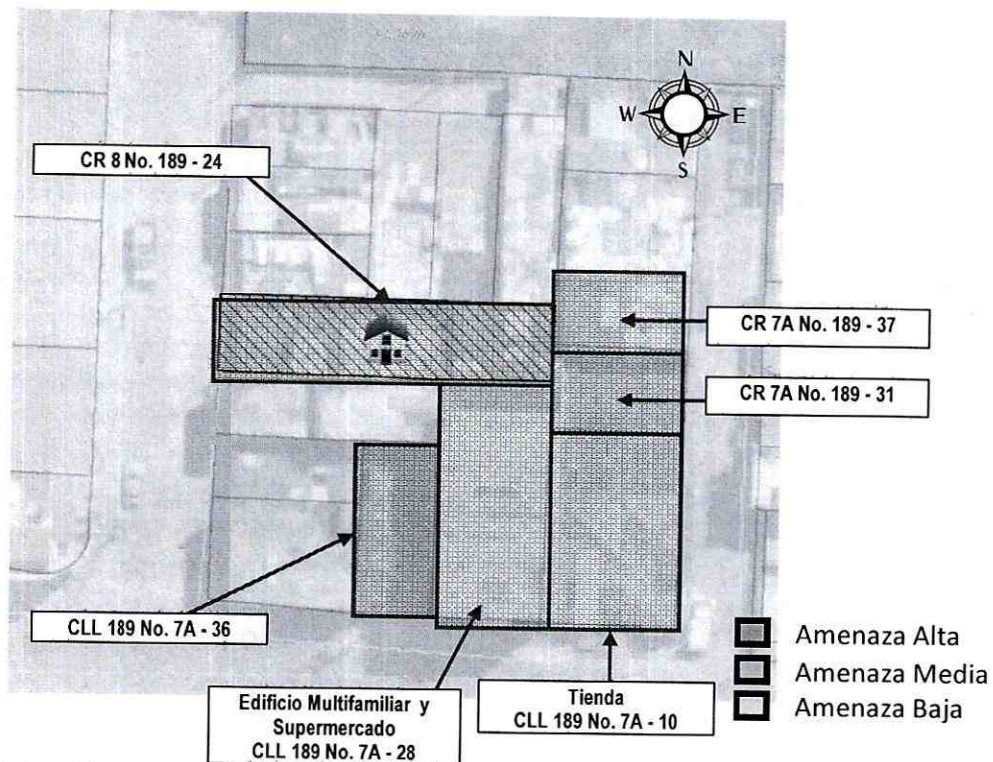 N
W E
S
CR 8 No. 189 - 24
CR 7A No. 189 - 37
CR 7A No. 189 - 31
CLL 189 No. 7A - 36
Edificio Multifamiliar y
Supermercado
CLL 189 No. 7A - 28
Tienda
CLL 189 No. 7A - 10
Amenaza Alta
Amenaza Media
Amenaza Baja